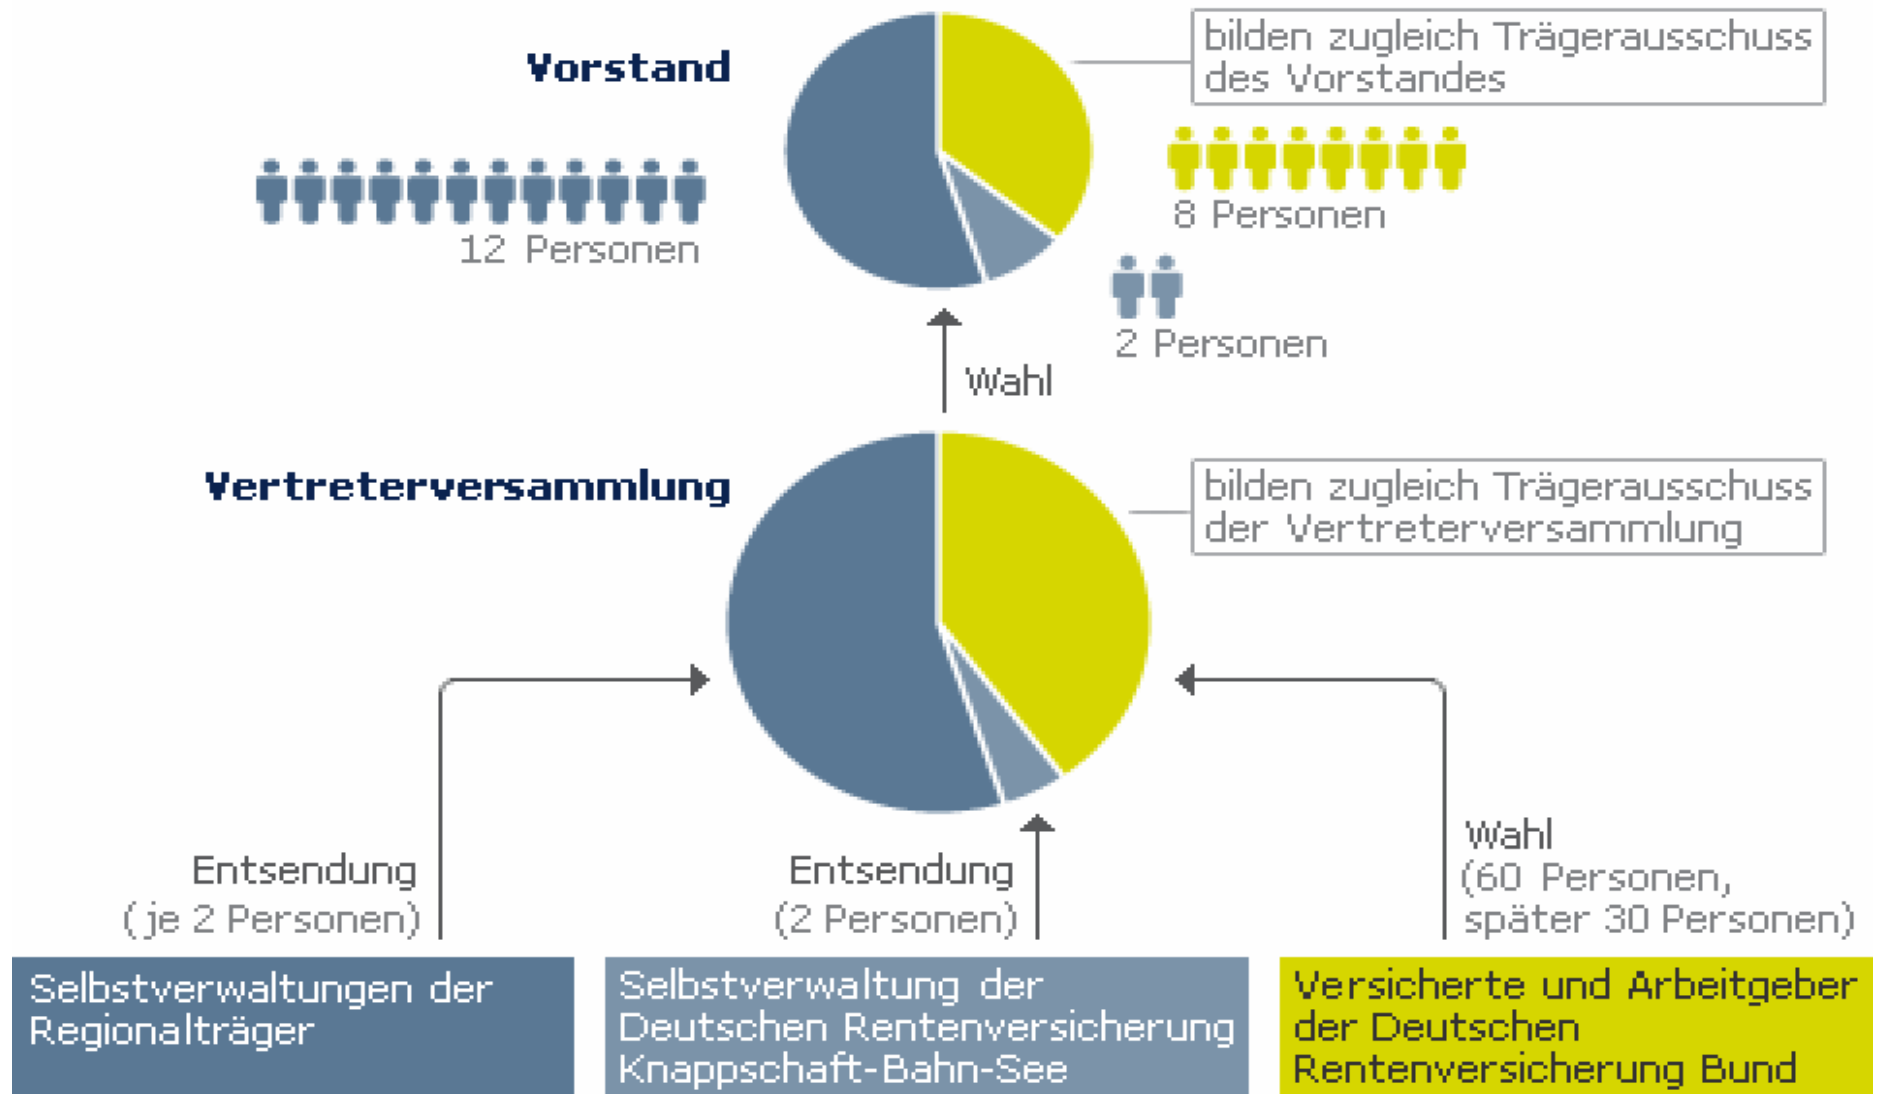 Vorstand
bilden zugleich Trägerausschuss
des Vorstandes
12 Personen
8 Personen
2 Personen
Wahl
Vertreterversammlung
bilden zugleich Trägerausschuss
der Vertreterversammlung
Entsendung
(je 2 Personen)
Entsendung
(2 Personen)
Wahl
(60 Personen,
später 30 Personen)
Selbstverwaltungen der
Regionalträger
Selbstverwaltung der
Deutschen Rentenversicherung
Knappschaft-Bahn-See
Versicherte und Arbeitgeber
der Deutschen
Rentenversicherung Bund